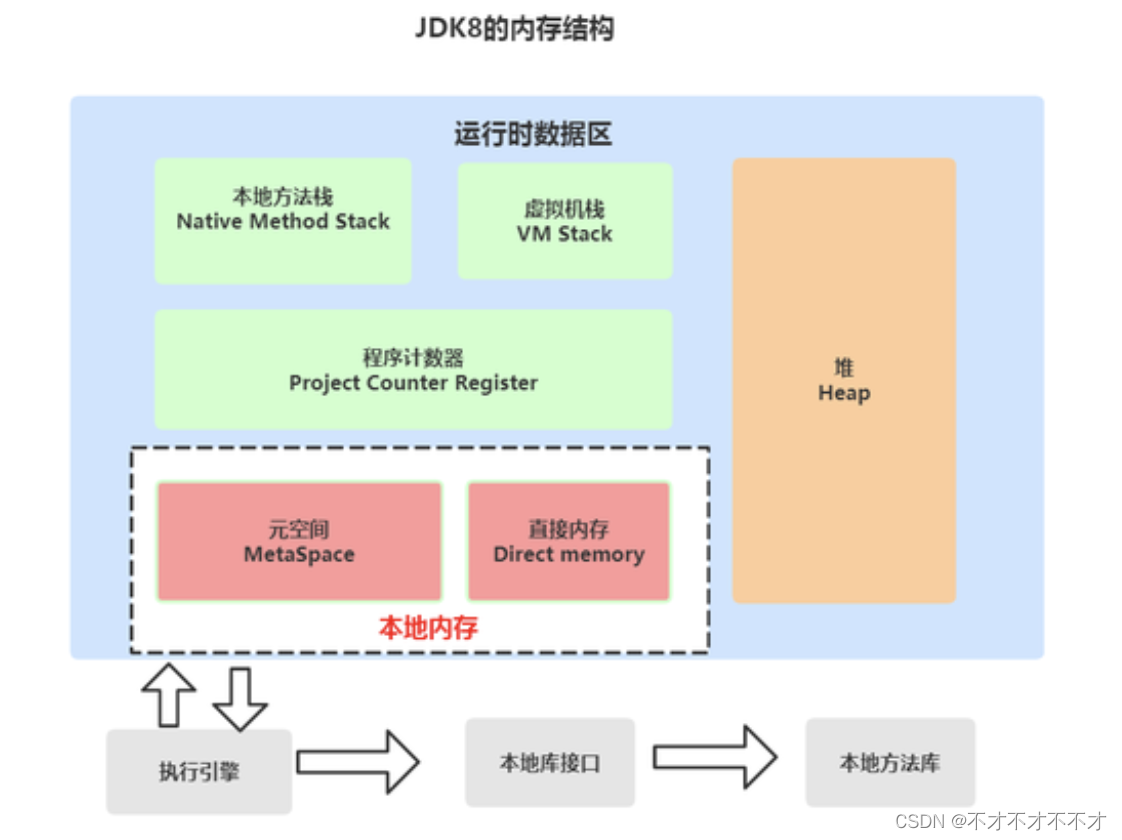 JDK8的内存结构
运行时数据区
本地方法栈
Native Method Stack
虚拟机栈
VM Stack
堆
Heap
程序计数器
Project Counter Register
元空间
MetaSpace
直接内存
Direct memory
本地内存
执行引擎
本地库接口
本地方法库
CSDN @不才不才不不才